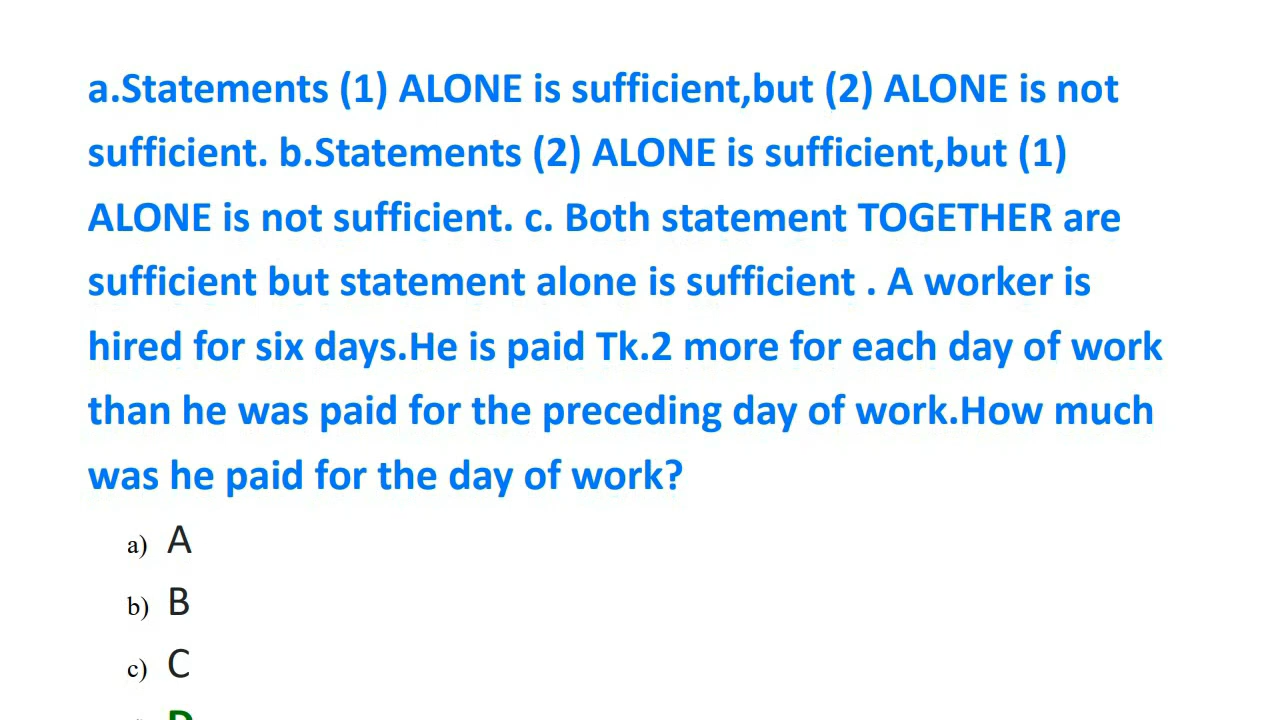 a.Statements (1) ALONE is sufficient,but (2) ALONE is not
sufficient. b.Statements (2) ALONE is sufficient,but (1)
ALONE is not sufficient. c. Both statement TOGETHER are
sufficient but statement alone is sufficient . A worker is
hired for six days.He is paid Tk.2 more for each day of work
than he was paid for the preceding day of work.How much
was he paid for the day of work?
a) A
b) B
c) C